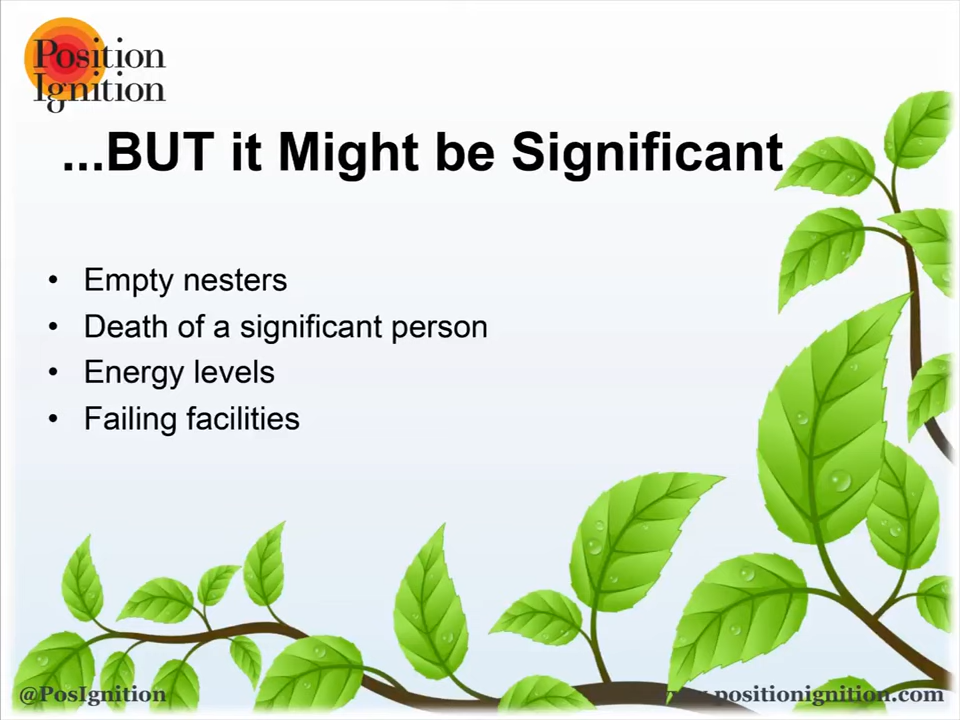 Position
Ignition
...BUT it Might be Significant
• Empty nesters
• Death of a significant person
• Energy levels
• Failing facilities
@PosIgnition
www.positionignition.com